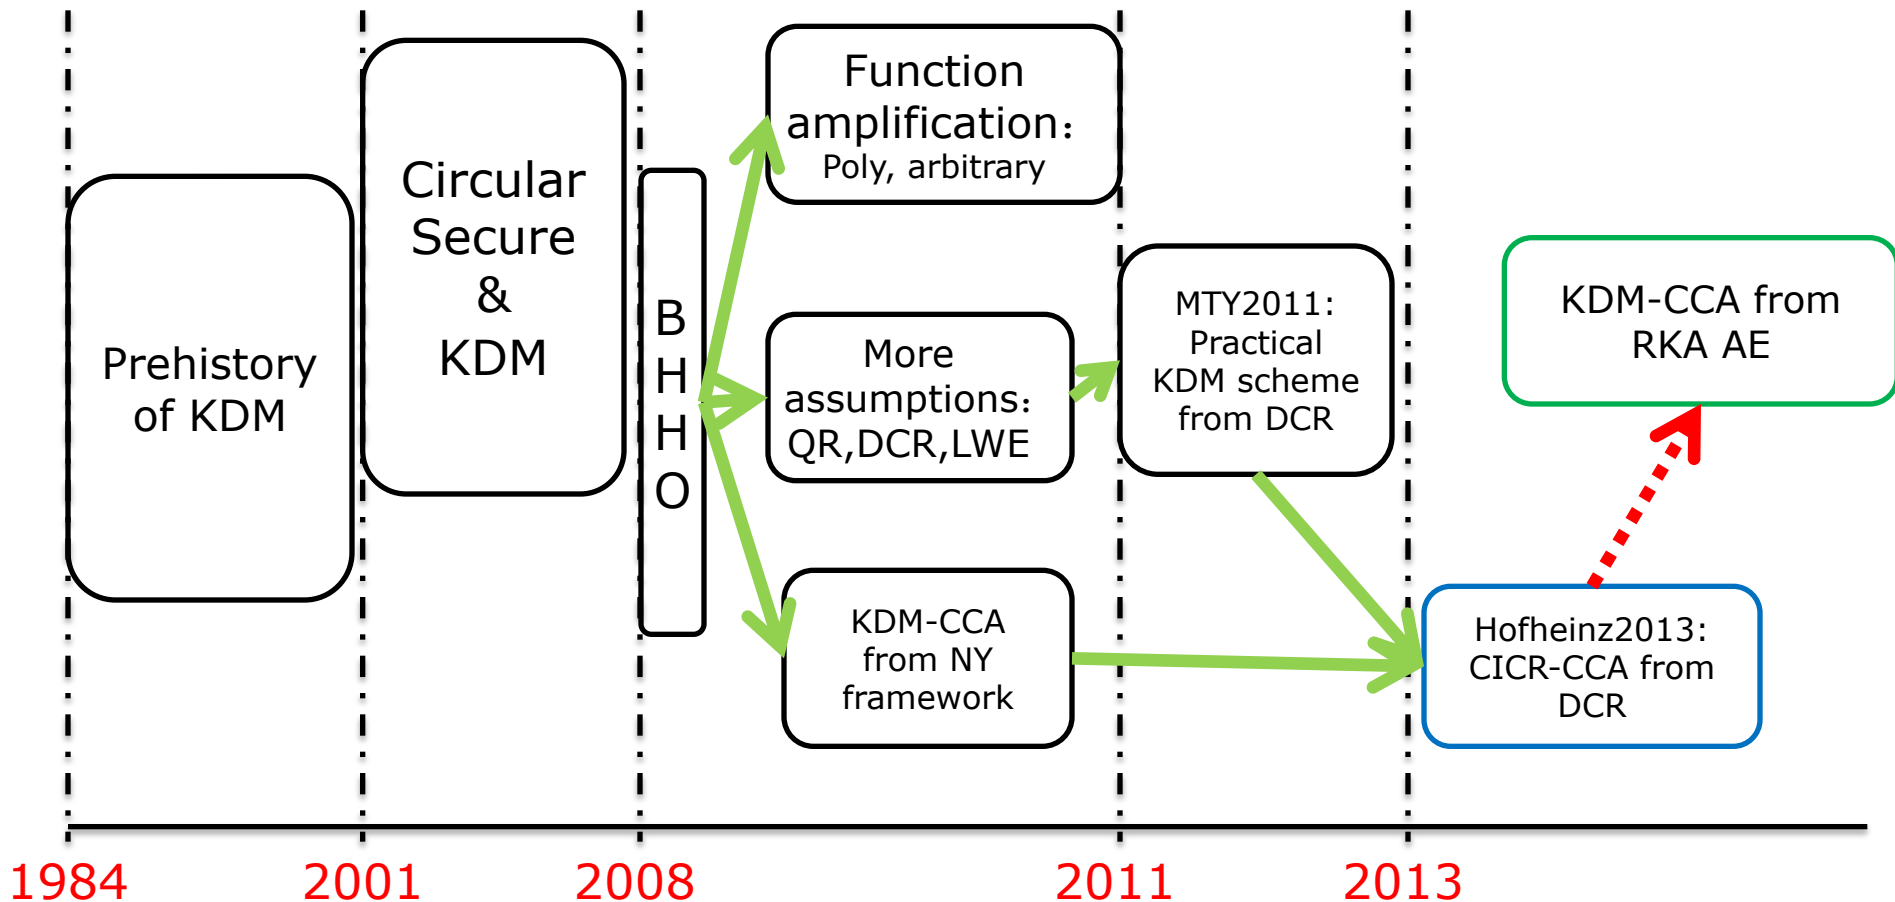 Prehistory
of KDM
Circular
Secure
&
KDM
B
H
H
O
Function
amplification：
Poly, arbitrary
More
assumptions：
QR,DCR,LWE
KDM-CCA
from NY
framework
MTY2011:
Practical
KDM scheme
from DCR
KDM-CCA from
RKA AE
Hofheinz2013:
CICR-CCA from
DCR
1984
2001
2008
2011
2013